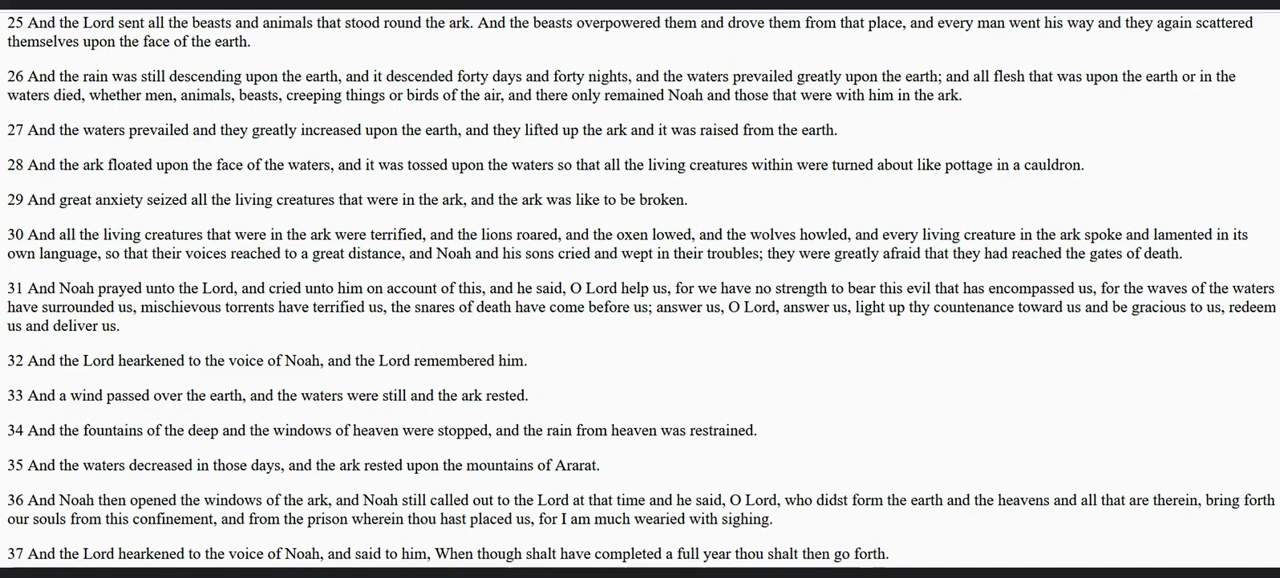 25 And the Lord sent all the beasts and animals that stood round the ark. And the beasts overpowered them and drove them from that place, and every man went his way and they again scattered
themselves upon the face of the earth.
26 And the rain was still descending upon the earth, and it descended forty days and forty nights, and the waters prevailed greatly upon the earth; and all flesh that was upon the earth or in the
waters died, whether men, animals, beasts, creeping things or birds of the air, and there only remained Noah and those that were with him in the ark.
27 And the waters prevailed and they greatly increased upon the earth, and they lifted up the ark and it was raised from the earth.
28 And the ark floated upon the face of the waters, and it was tossed upon the waters so that all the living creatures within were turned about like pottage in a cauldron.
29 And great anxiety seized all the living creatures that were in the ark, and the ark was like to be broken.
30 And all the living creatures that were in the ark were terrified, and the lions roared, and the oxen lowed, and the wolves howled, and every living creature in the ark spoke and lamented in its
own language, so that their voices reached to a great distance, and Noah and his sons cried and wept in their troubles; they were greatly afraid that they had reached the gates of death.
31 And Noah prayed unto the Lord, and cried unto him on account of this, and he said, O Lord help us, for we have no strength to bear this evil that has encompassed us, for the waves of the waters
have surrounded us, mischievous torrents have terrified us, the snares of death have come before us; answer us, O Lord, answer us, light up thy countenance toward us and be gracious to us, redeem
us and deliver us.
32 And the Lord hearkened to the voice of Noah, and the Lord remembered him.
33 And a wind passed over the earth, and the waters were still and the ark rested.
34 And the fountains of the deep and the windows of heaven were stopped, and the rain from heaven was restrained.
35 And the waters decreased in those days, and the ark rested upon the mountains of Ararat.
36 And Noah then opened the windows of the ark, and Noah still called out to the Lord at that time and he said, O Lord, who didst form the earth and the heavens and all that are therein, bring forth
our souls from this confinement, and from the prison wherein thou hast placed us, for I am much wearied with sighing.
37 And the Lord hearkened to the voice of Noah, and said to him, When though shalt have completed a full year thou shalt then go forth.